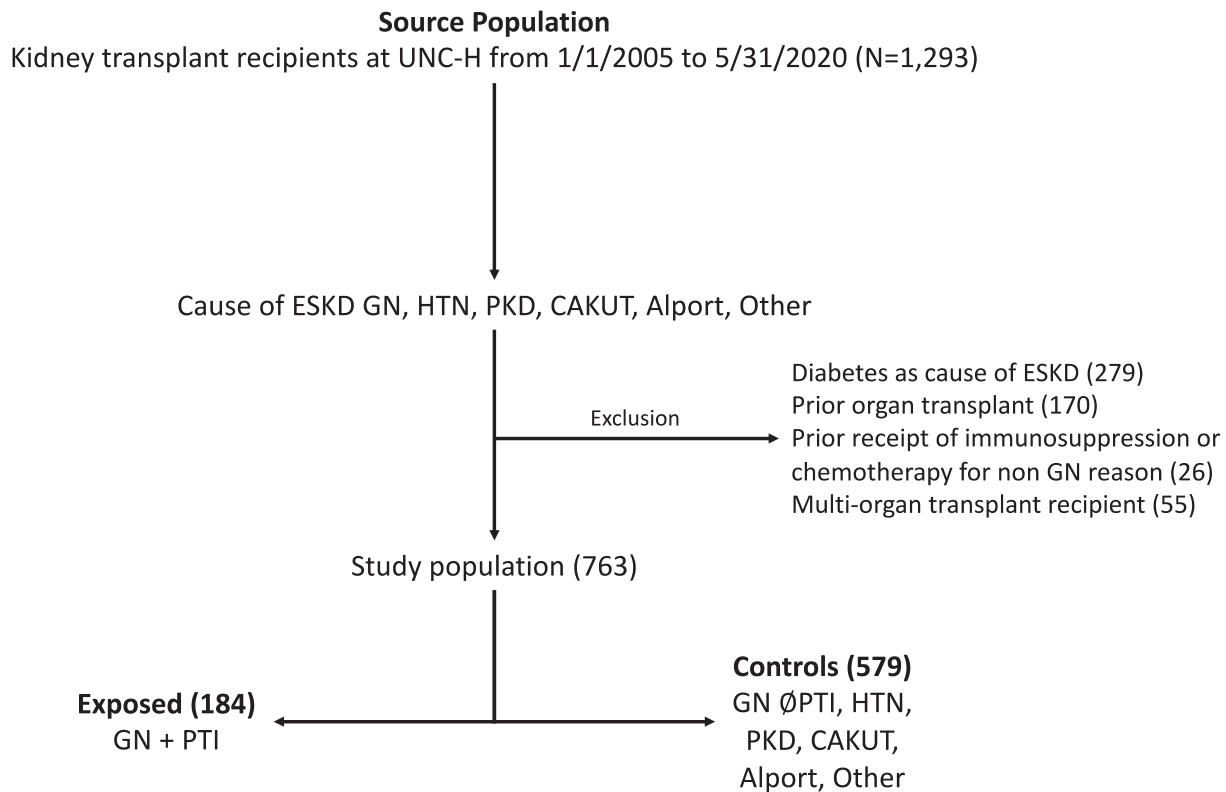 Source Population
Kidney transplant recipients at UNC-H from 1/1/2005 to 5/31/2020 (N=1,293)
Cause of ESKD GN, HTN, PKD, CAKUT, Alport, Other
Exclusion
Diabetes as cause of ESKD (279)
Prior organ transplant (170)
Prior receipt of immunosuppression or
chemotherapy for non GN reason (26)
Multi-organ transplant recipient (55)
Study population (763)
Exposed (184)
GN + PTI
Controls (579)
GN ØPTI, HTN,
PKD, CAKUT,
Alport, Other